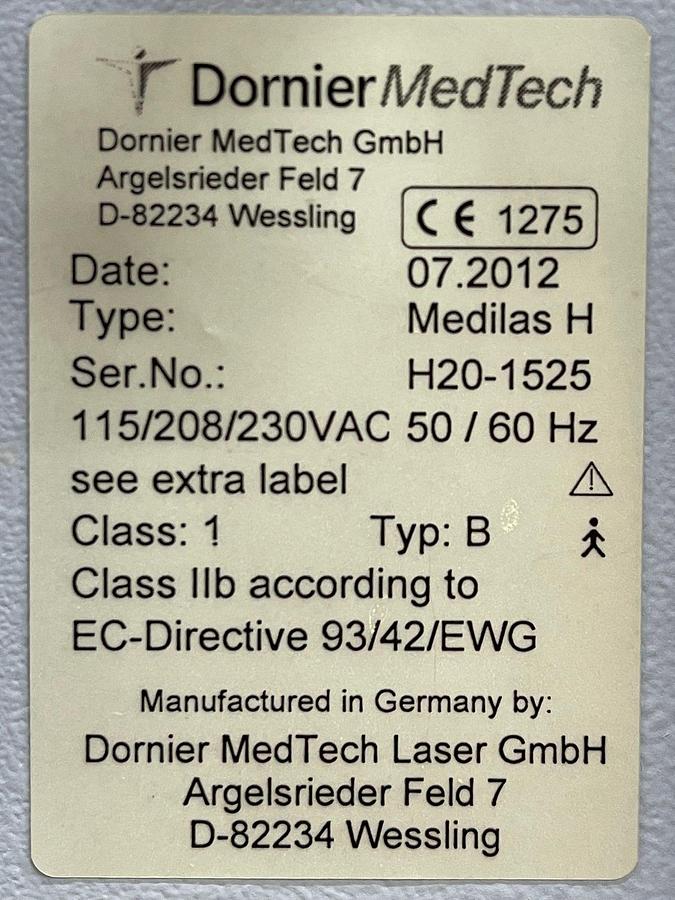 Dornier MedTech
Dornier MedTech GmbH
Argelsrieder Feld 7
D-82234 Wessling
CE 1275
Date: 07.2012
Type: Medilas H
Ser.No.: H20-1525
115/208/230VAC 50 / 60 Hz
see extra label
Class: 1 Typ: B
Class IIb according to
EC-Directive 93/42/EWG
Manufactured in Germany by:
Dornier MedTech Laser GmbH
Argelsrieder Feld 7
D-82234 Wessling